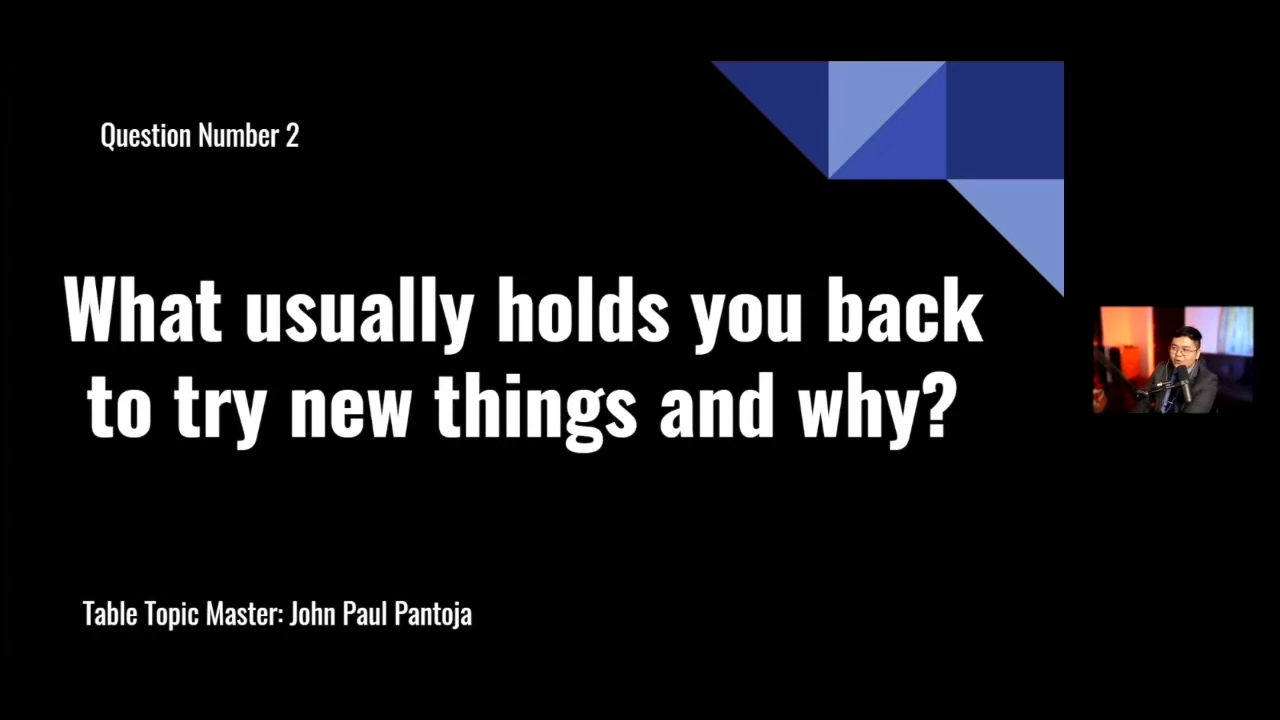 Question Number 2
What usually holds you back
to try new things and why?
Table Topic Master: John Paul Pantoja